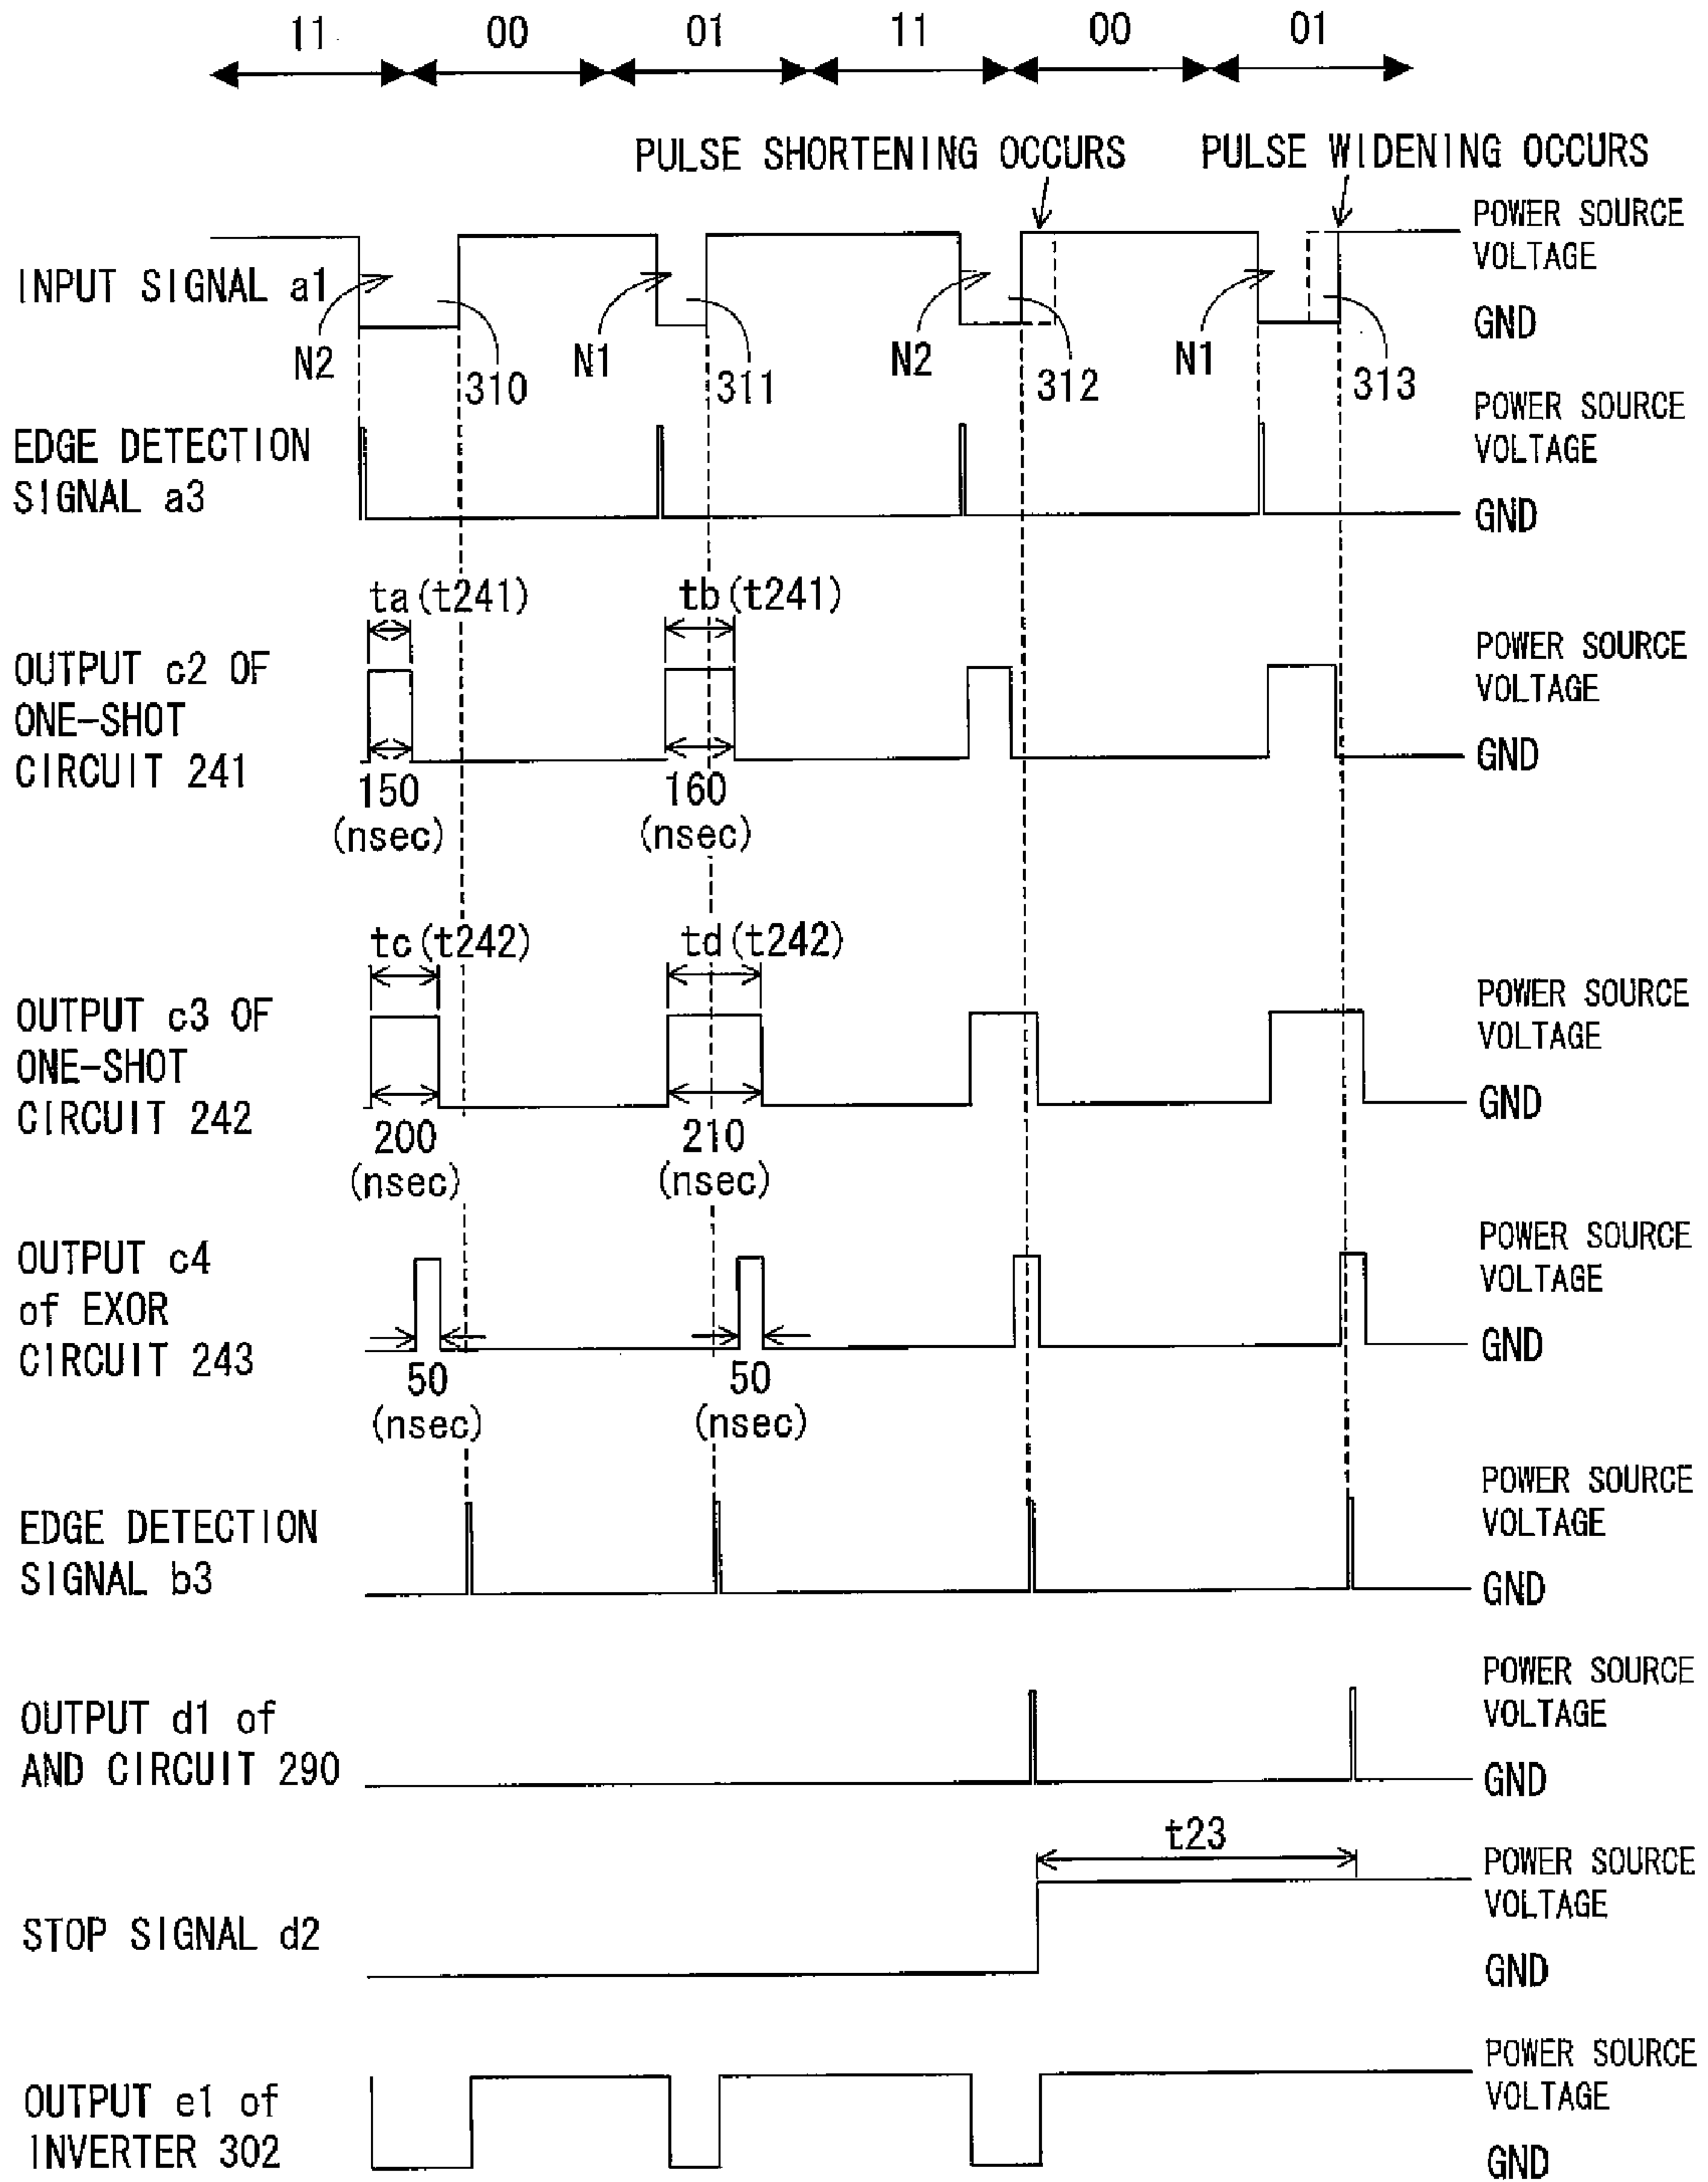 11 00 01 11 00 01
PULSE SHORTENING OCCURS PULSE WIDENING OCCURS
INPUT SIGNAL a1
POWER SOURCE
VOLTAGE
GND
N2 310 N1 311 N2 312 N1 313
EDGE DETECTION
SIGNAL a3
POWER SOURCE
VOLTAGE
GND
ta(t241) tb(t241)
OUTPUT c2 OF
ONE-SHOT
CIRCUIT 241
POWER SOURCE
VOLTAGE
GND
150
(nsec)
160
(nsec)
tc(t242) td(t242)
OUTPUT c3 OF
ONE-SHOT
CIRCUIT 242
POWER SOURCE
VOLTAGE
GND
200
(nsec)
210
(nsec)
OUTPUT c4
of EXOR
CIRCUIT 243
POWER SOURCE
VOLTAGE
GND
50
(nsec)
50
(nsec)
EDGE DETECTION
SIGNAL b3
POWER SOURCE
VOLTAGE
GND
OUTPUT d1 of
AND CIRCUIT 290
POWER SOURCE
VOLTAGE
GND
t23
STOP SIGNAL d2
POWER SOURCE
VOLTAGE
GND
OUTPUT e1 of
INVERTER 302
POWER SOURCE
VOLTAGE
GND